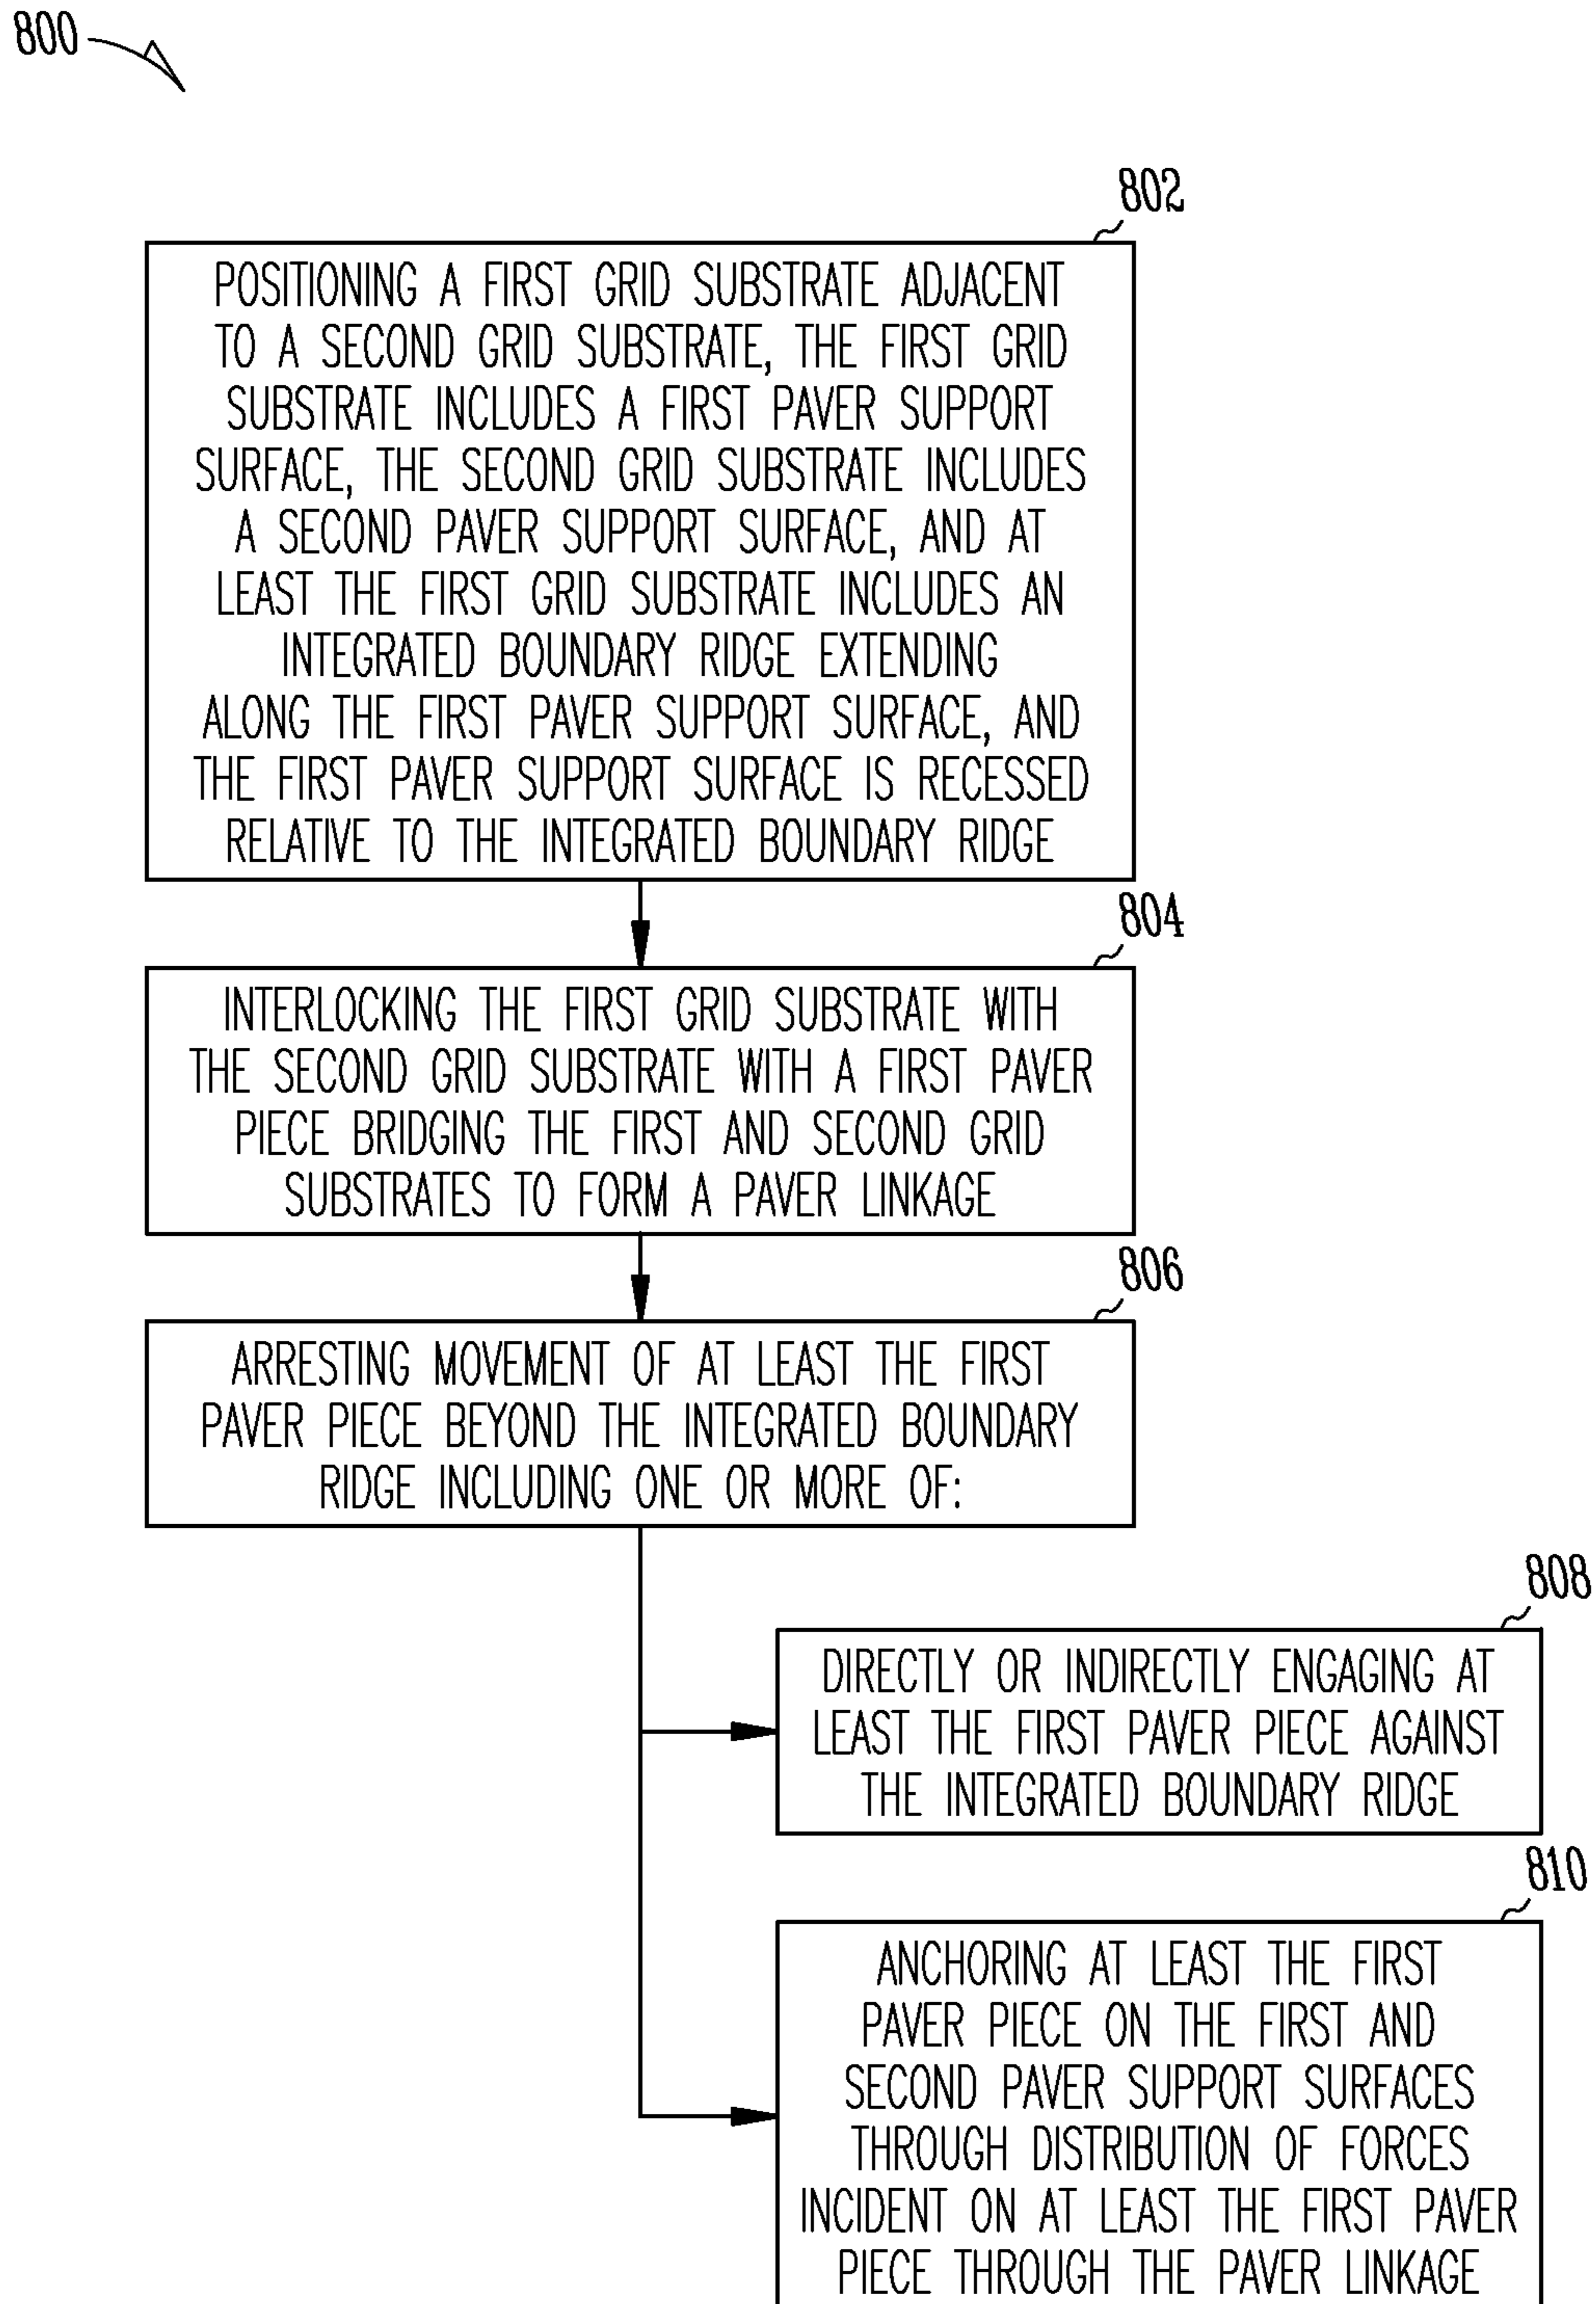 800
802
POSITIONING A FIRST GRID SUBSTRATE ADJACENT
TO A SECOND GRID SUBSTRATE, THE FIRST GRID
SUBSTRATE INCLUDES A FIRST PAVER SUPPORT
SURFACE, THE SECOND GRID SUBSTRATE INCLUDES
A SECOND PAVER SUPPORT SURFACE, AND AT
LEAST THE FIRST GRID SUBSTRATE INCLUDES AN
INTEGRATED BOUNDARY RIDGE EXTENDING
ALONG THE FIRST PAVER SUPPORT SURFACE, AND
THE FIRST PAVER SUPPORT SURFACE IS RECESSED
RELATIVE TO THE INTEGRATED BOUNDARY RIDGE
804
INTERLOCKING THE FIRST GRID SUBSTRATE WITH
THE SECOND GRID SUBSTRATE WITH A FIRST PAVER
PIECE BRIDGING THE FIRST AND SECOND GRID
SUBSTRATES TO FORM A PAVER LINKAGE
806
ARRESTING MOVEMENT OF AT LEAST THE FIRST
PAVER PIECE BEYOND THE INTEGRATED BOUNDARY
RIDGE INCLUDING ONE OR MORE OF:
808
DIRECTLY OR INDIRECTLY ENGAGING AT
LEAST THE FIRST PAVER PIECE AGAINST
THE INTEGRATED BOUNDARY RIDGE
810
ANCHORING AT LEAST THE FIRST
PAVER PIECE ON THE FIRST AND
SECOND PAVER SUPPORT SURFACES
THROUGH DISTRIBUTION OF FORCES
INCIDENT ON AT LEAST THE FIRST PAVER
PIECE THROUGH THE PAVER LINKAGE